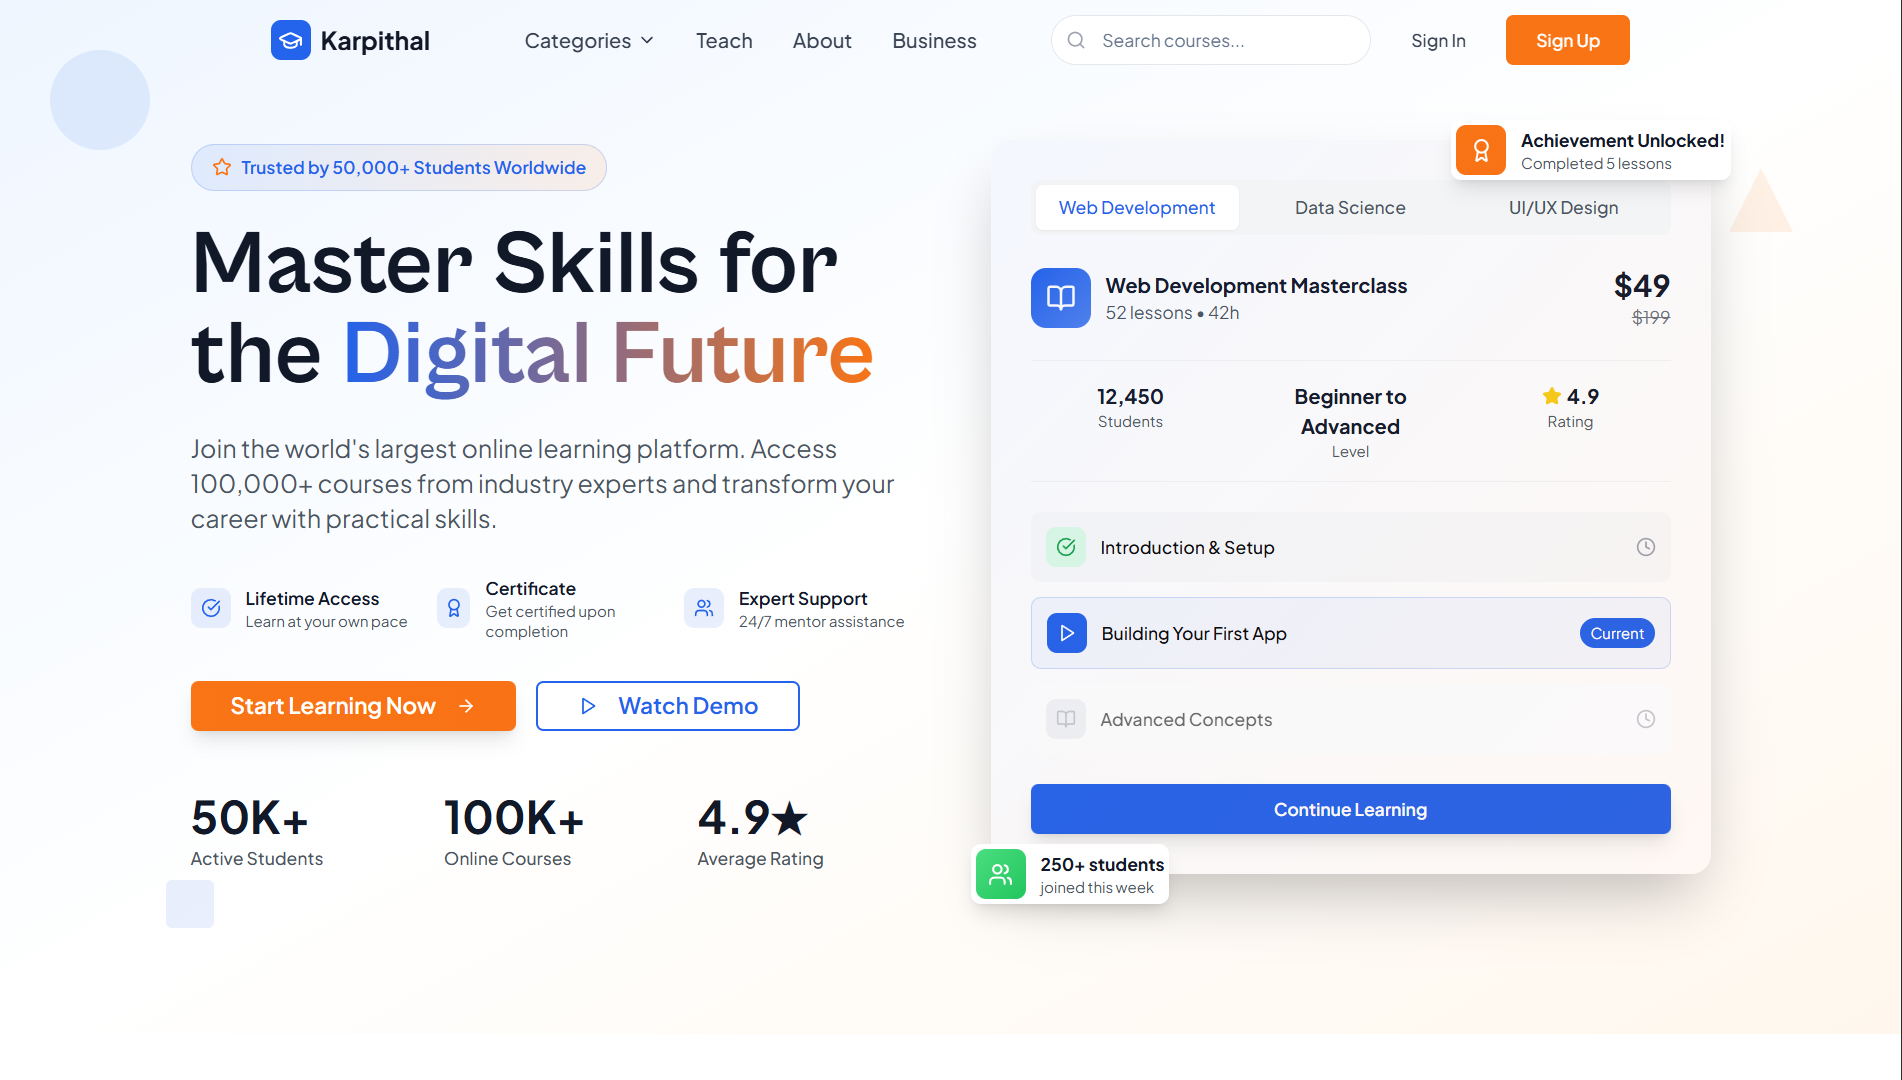 Karpithal
Categories
Teach
About
Business
Search courses...
Sign In
Sign Up
Trusted by 50,000+ Students Worldwide
Master Skills for
the Digital Future
Join the world's largest online learning platform. Access
100,000+ courses from industry experts and transform your
career with practical skills.
Lifetime Access
Learn at your own pace
Certificate
Get certified upon
completion
Expert Support
24/7 mentor assistance
Start Learning Now
Watch Demo
50K+
Active Students
100K+
Online Courses
4.9★
Average Rating
Achievement Unlocked!
Completed 5 lessons
Web Development
Data Science
UI/UX Design
Web Development Masterclass
52 lessons • 42h
$49
$199
12,450
Students
Beginner to
Advanced
Level
4.9
Rating
Introduction & Setup
Building Your First App
Current
Advanced Concepts
Continue Learning
250+ students
joined this week